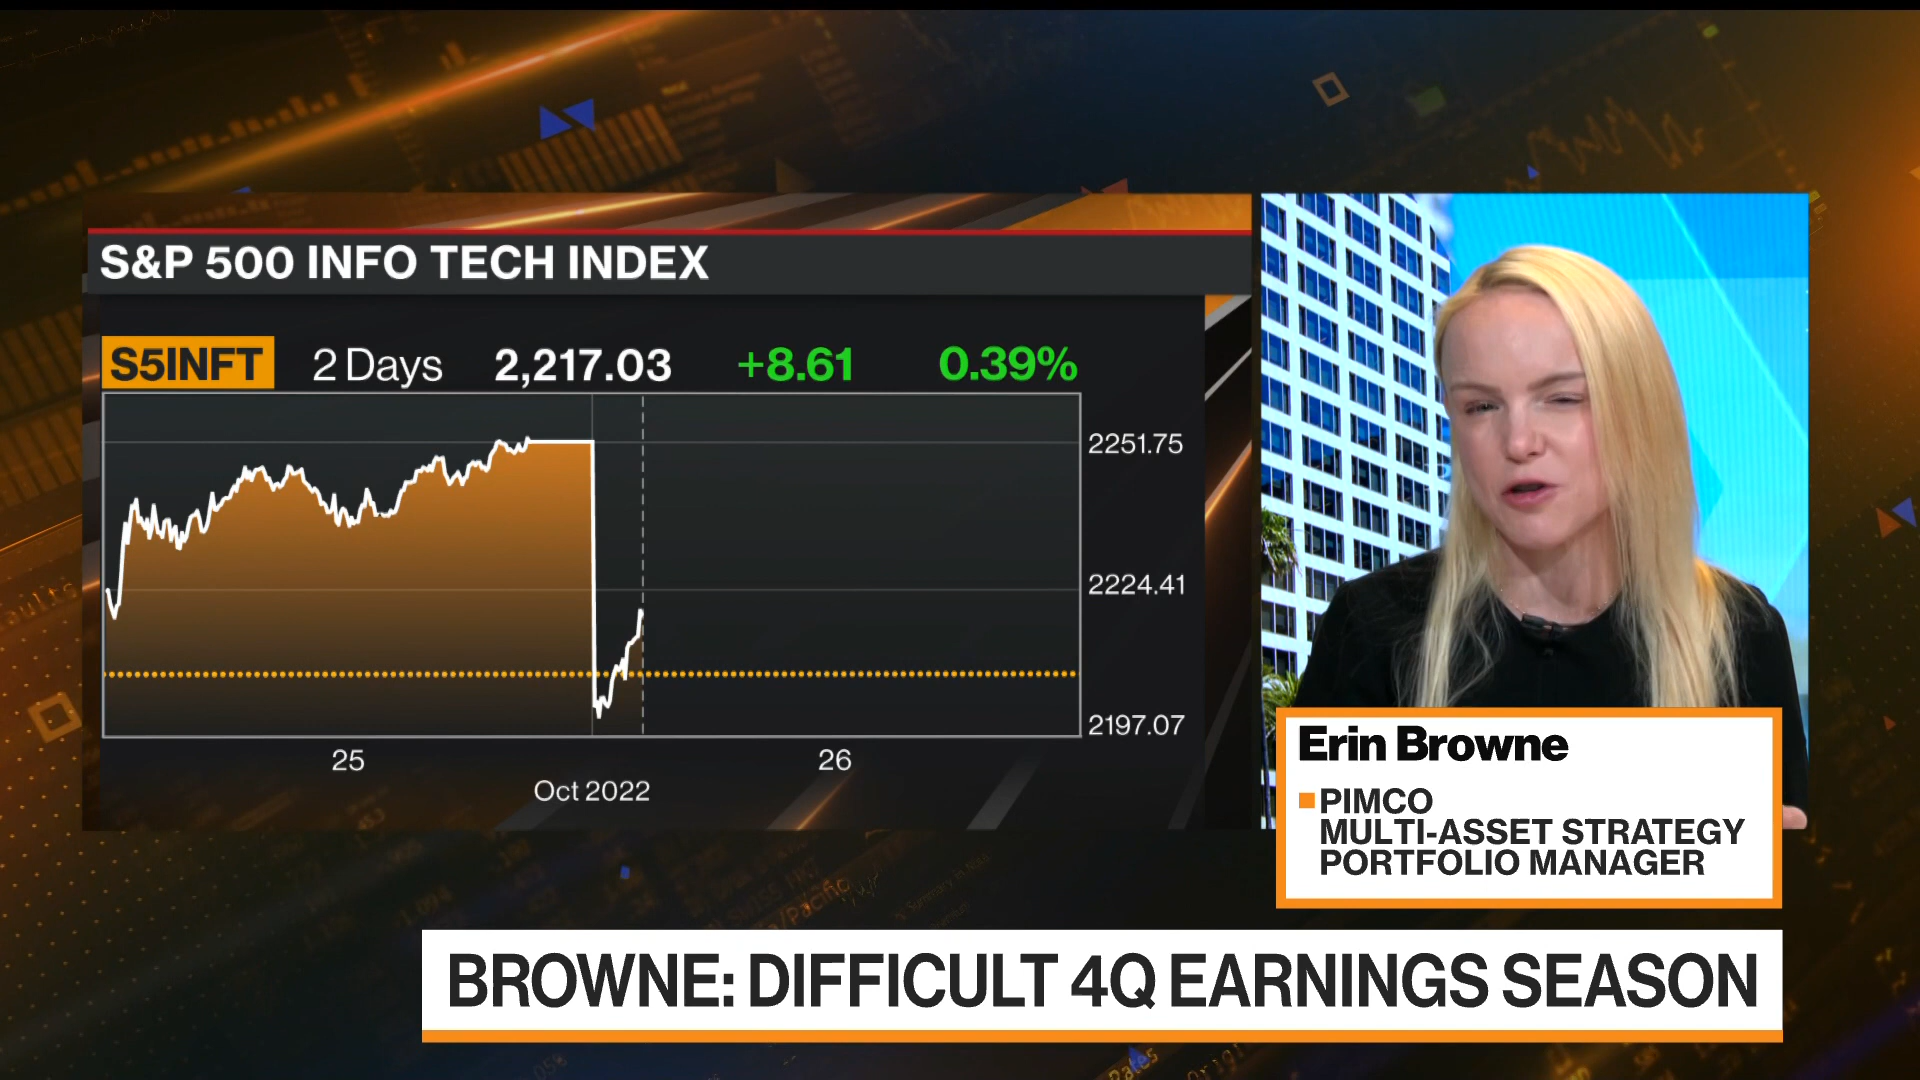 S&P 500 INFO TECH INDEX
S5INFT 2 Days 2,217.03 +8.61 0.39%
2251.75
2224.41
2197.07
25 26
Oct 2022
Erin Browne
PIMCO
MULTI-ASSET STRATEGY
PORTFOLIO MANAGER
BROWNE: DIFFICULT 4Q EARNINGS SEASON